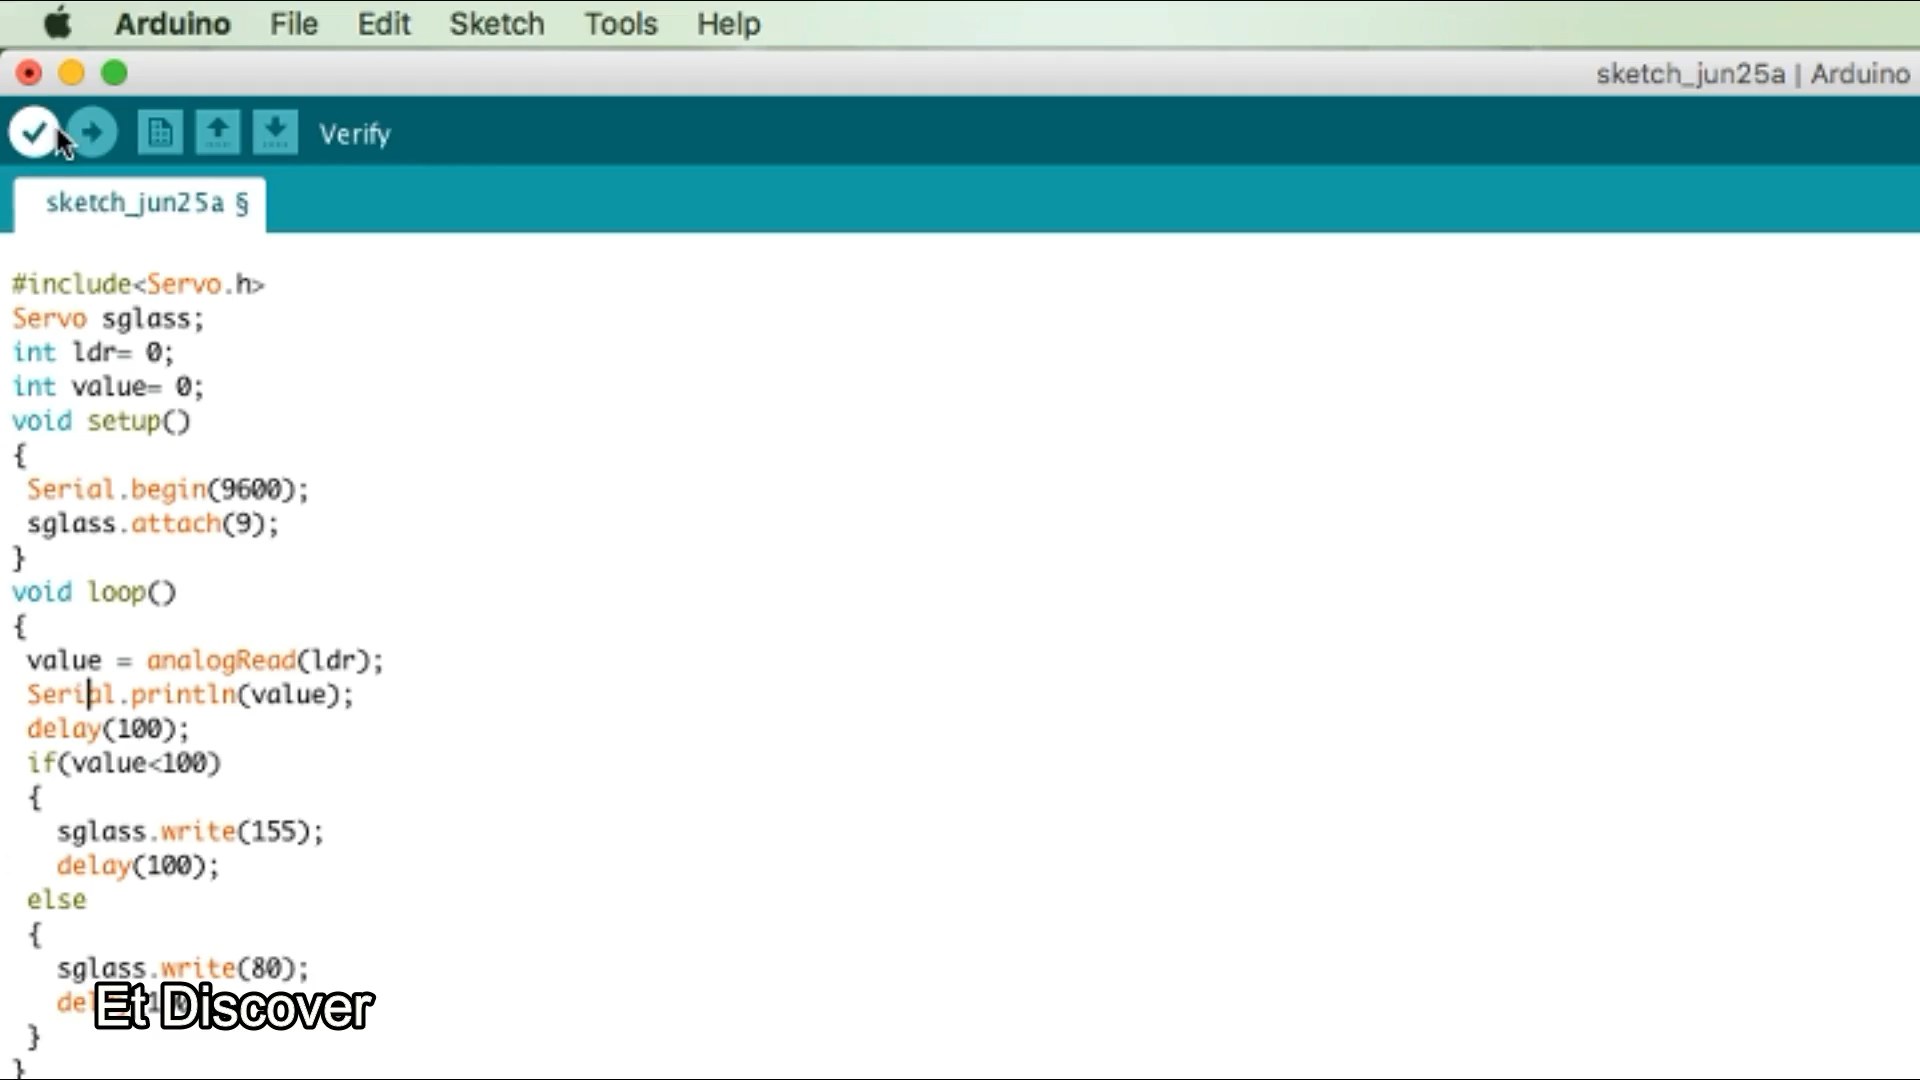 Arduino File Edit Sketch Tools Help
sketch_jun25a | Arduino
Verify
sketch_jun25a §
#include<Servo.h>
Servo sglass;
int ldr= 0;
int value= 0;
void setup()
{
Serial.begin(9600);
sglass.attach(9);
}
void loop()
{
value = analogRead(ldr);
Serial.println(value);
delay(100);
if(value<100)
{
sglass.write(155);
delay(100);
else
{
sglass.write(80);
Et Discover
}
}